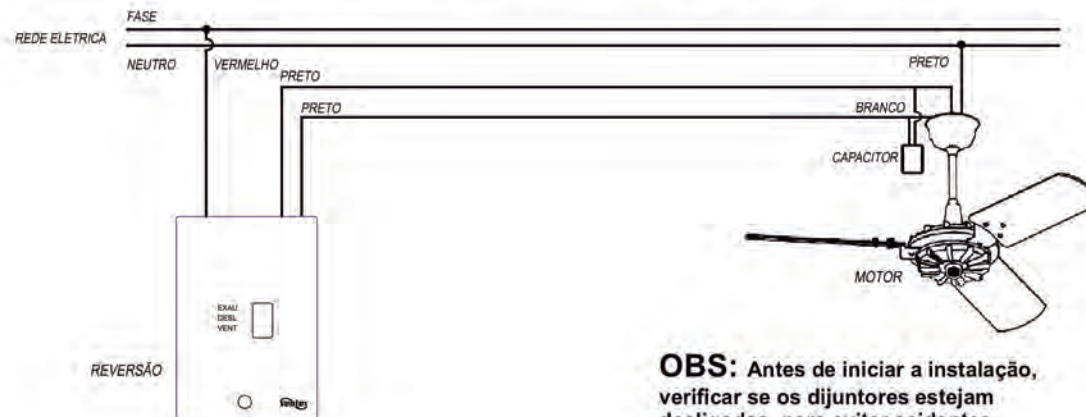 FASE
REDE ELETRICA
NEUTRO
VERMELHO
PRETO
PRETO
PRETO
BRANCO
CAPACITOR
MOTOR
EXAU
DESL
VENT
REVERSÃO
OBS: Antes de iniciar a instalação,
verificar se os dijuntores estejam